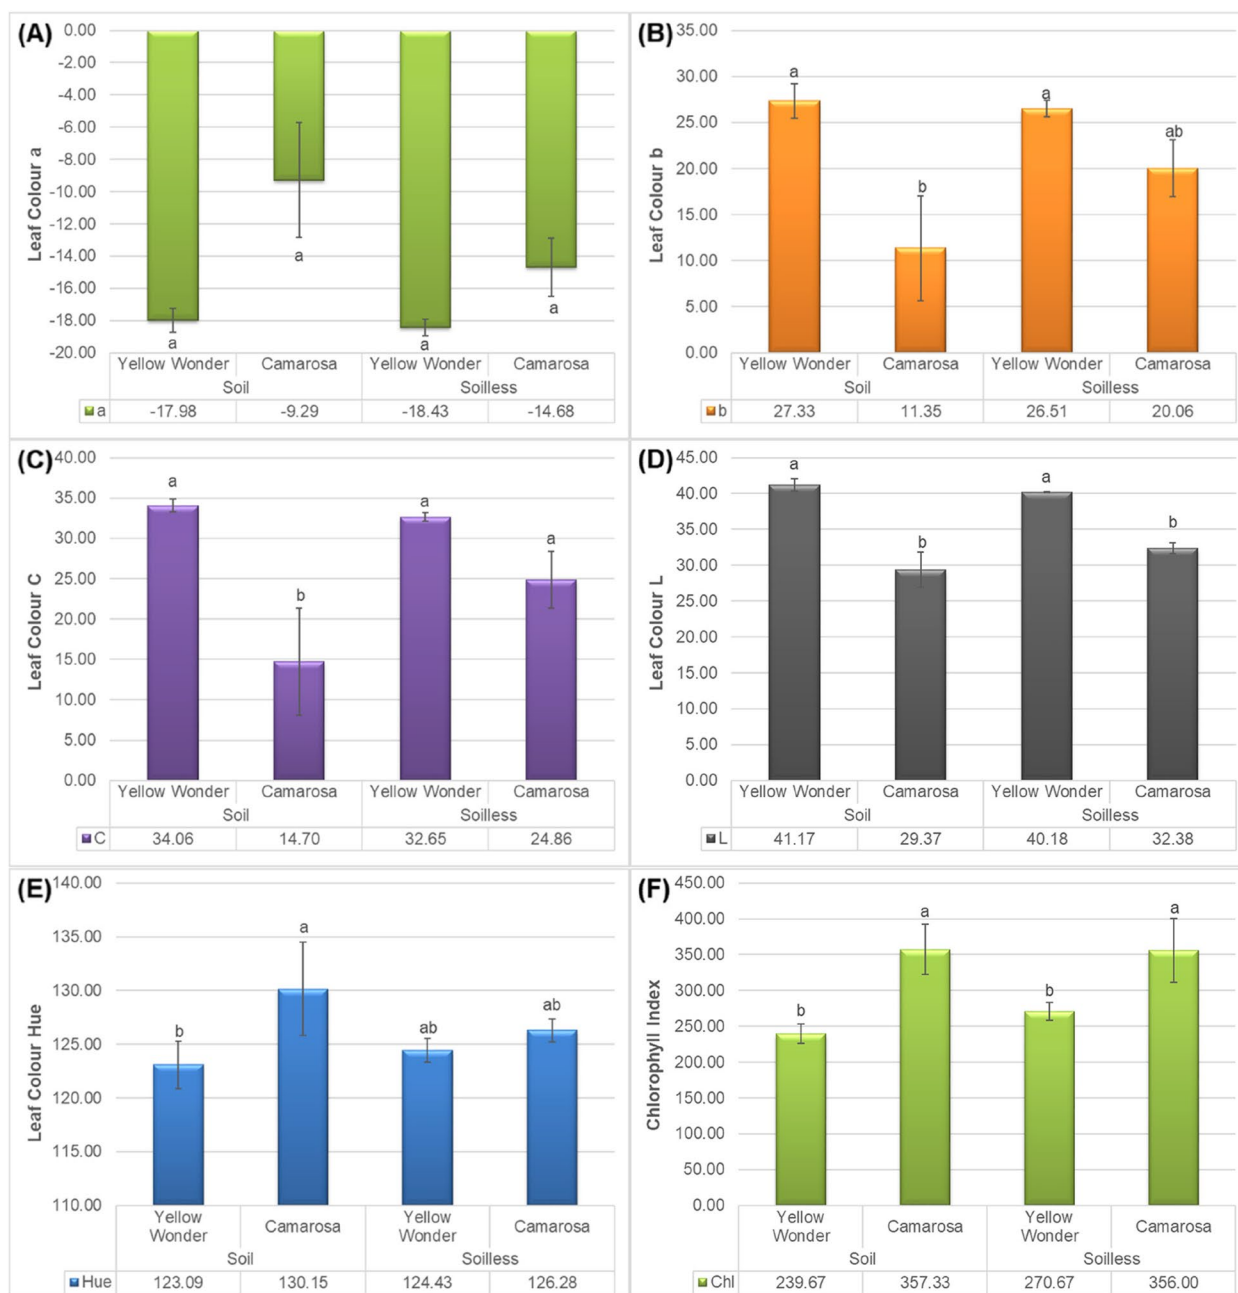 (A)
0.00
-2.00
-4.00
-6.00
-8.00
-10.00
-12.00
-14.00
-16.00
-18.00
-20.00
Leaf Colour a
a
a
a
a
Yellow Wonder Camarosa Yellow Wonder Camarosa
Soil Soilless
a -17.98 -9.29 -18.43 -14.68
(B)
35.00
30.00
25.00
20.00
15.00
10.00
5.00
0.00
Leaf Colour b
a
b
a
ab
Yellow Wonder Camarosa Yellow Wonder Camarosa
Soil Soilless
b 27.33 11.35 26.51 20.06
(C)
40.00
35.00
30.00
25.00
20.00
15.00
10.00
5.00
0.00
Leaf Colour C
a
b
a
a
Yellow Wonder Camarosa Yellow Wonder Camarosa
Soil Soilless
C 34.06 14.70 32.65 24.86
(D)
45.00
40.00
35.00
30.00
25.00
20.00
15.00
10.00
5.00
0.00
Leaf Colour L
a
b
a
b
Yellow Wonder Camarosa Yellow Wonder Camarosa
Soil Soilless
L 41.17 29.37 40.18 32.38
(E)
140.00
135.00
130.00
125.00
120.00
115.00
110.00
Leaf Colour Hue
b
a
ab
ab
Yellow Wonder Camarosa Yellow Wonder Camarosa
Soil Soilless
Hue 123.09 130.15 124.43 126.28
(F)
450.00
400.00
350.00
300.00
250.00
200.00
150.00
100.00
50.00
0.00
Chlorophyll Index
b
a
b
a
Yellow Wonder Camarosa Yellow Wonder Camarosa
Soil Soilless
Chl 239.67 357.33 270.67 356.00